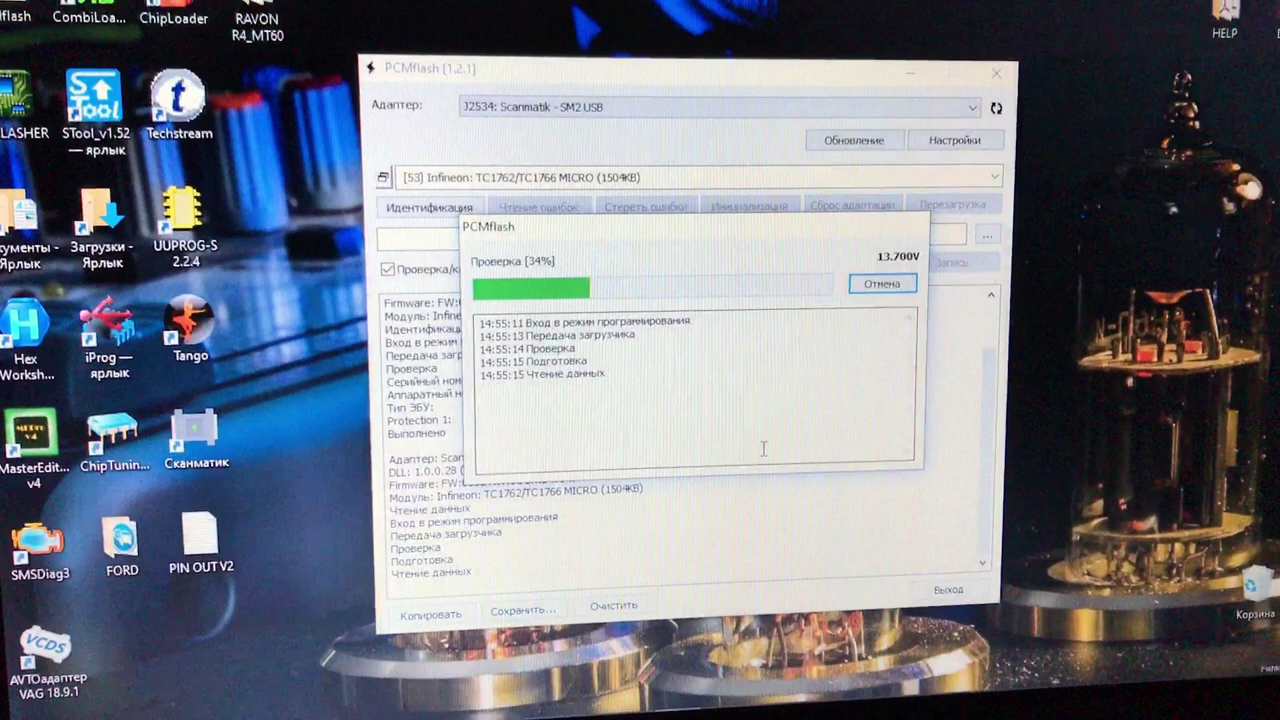 flash
CombiLoa...
ChipLoader
RAVON
R4_MT60
HELP
LASHER
STool_v1.52
— ярлык
Techstream
кументы -
Ярлык
Загрузки -
Ярлык
UUPROG-S
2.2.4
Hex
Worksh...
iProg —
ярлык
Tango
MasterEdit...
v4
ChipTunin...
Сканматик
SMSDiag3
FORD
PIN OUT V2
VCDS
AVTOадаптер
VAG 18.9.1
Корзина
PCMflash [1.2.1]
Адаптер:
J2534: Scanmatik - SM2 USB
Обновление
Настройки
[53] Infineon: TC1762/TC1766 MICRO (1504KB)
Идентификация
Чтение ошибок
Стереть ошибки
Инициализация
Сброс адаптации
Перезагрузка
...
Проверка/к
Запись
Firmware: FW:
Модуль: Infine
Идентификац
Вход в режим
Передача загр
Проверка
Серийный ном
Аппаратный н
Тип ЭБУ:
Protection 1:
Выполнено
Адаптер: Scan
DLL: 1.0.0.28 (
Firmware: FW:
Модуль: Infineon: TC1762/TC1766 MICRO (1504KB)
Чтение данных
Вход в режим программирования
Передача загрузчика
Проверка
Подготовка
Чтение данных
Копировать
Сохранить...
Очистить
Выход
PCMflash
Проверка [34%]
13.700V
Отмена
14:55:11 Вход в режим программирования
14:55:13 Передача загрузчика
14:55:14 Проверка
14:55:15 Подготовка
14:55:15 Чтение данных